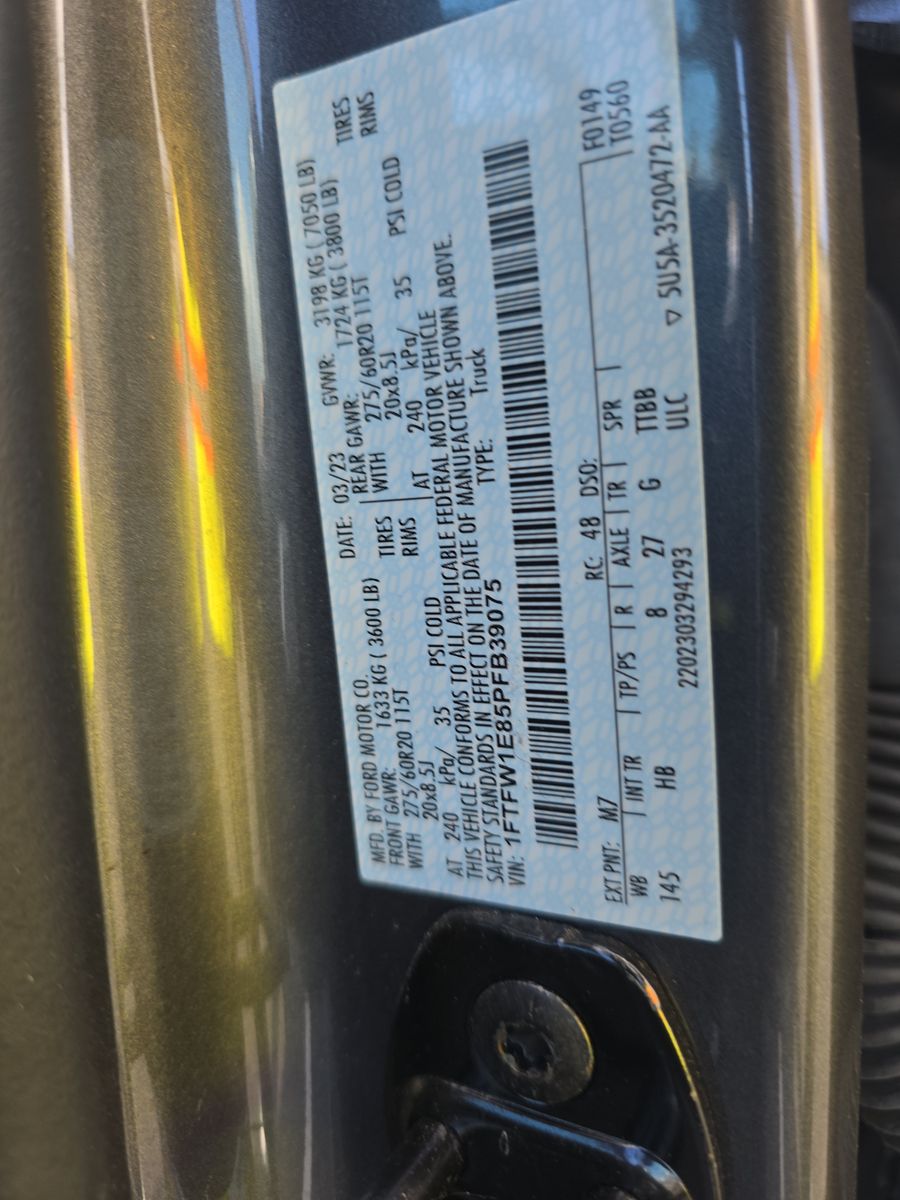 MFD. BY FORD MOTOR CO. DATE: 03/23 GVWR: 3198 KG ( 7050 LB)
FRONT GAWR: 1633 KG ( 3600 LB) REAR GAWR: 1724 KG ( 3800 LB)
WITH 275/60R20 115T TIRES WITH 275/60R20 115T TIRES
20x8.5J RIMS 20x8.5J RIMS
AT 240 kPa/ 35 PSI COLD AT 240 kPa/ 35 PSI COLD
THIS VEHICLE CONFORMS TO ALL APPLICABLE FEDERAL MOTOR VEHICLE
SAFETY STANDARDS IN EFFECT ON THE DATE OF MANUFACTURE SHOWN ABOVE.
VIN: 1FTFW1E85PFB39075 TYPE: Truck
F0149
T0560
EXT PNT: M7 RC: 48 DSO:
WB INT TR TP/PS R AXLE TR SPR
145 HB 8 27 G TTBB
2202303294293 ULC ▽ 5U5A-3520472-AA